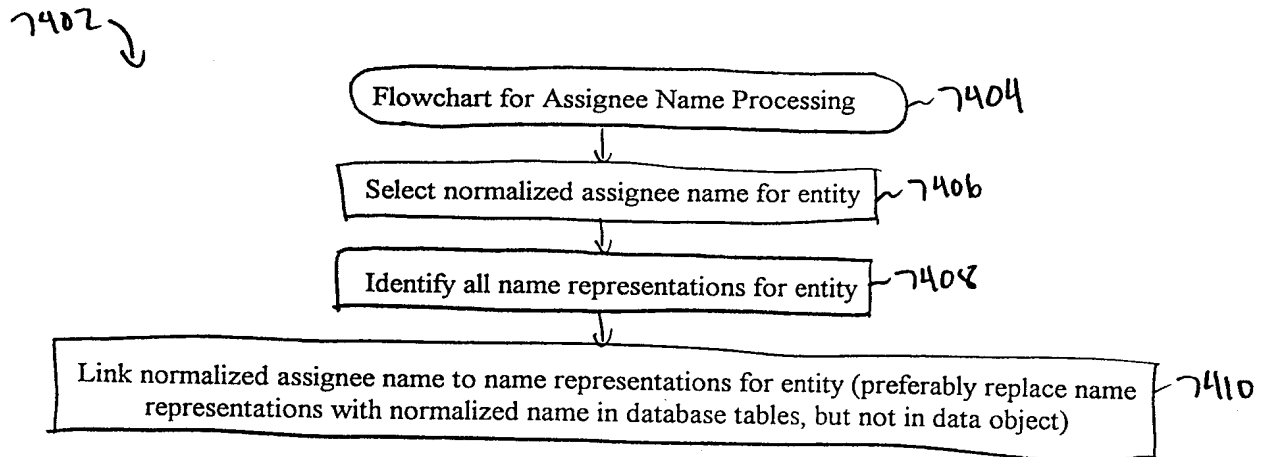 7402
Flowchart for Assignee Name Processing
7404
Select normalized assignee name for entity
7406
Identify all name representations for entity
7408
Link normalized assignee name to name representations for entity (preferably replace name
representations with normalized name in database tables, but not in data object)
7410